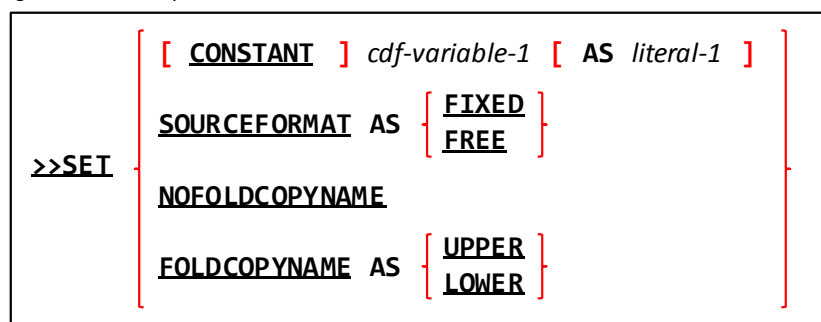 [ CONSTANT ] cdf-variable-1 [ AS literal-1 ]
SOURCEFORMAT AS FIXED
FREE
>>SET
NOFOLDCOPYNAME
FOLDCOPYNAME AS UPPER
LOWER